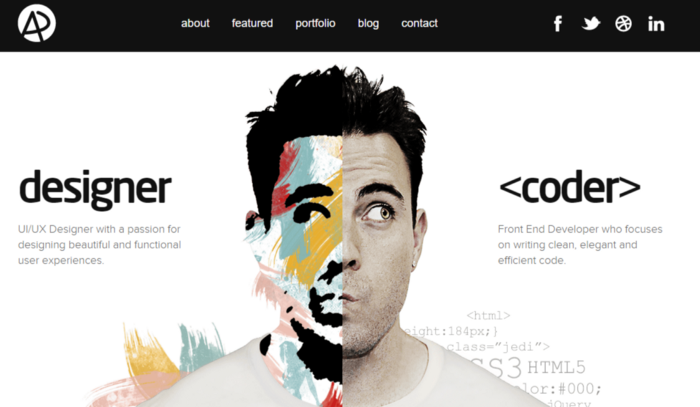 AP
about featured portfolio blog contact
designer
UI/UX Designer with a passion for
designing beautiful and functional
user experiences.
<coder>
Front End Developer who focuses
on writing clean, elegant and
efficient code.
<html>
eight:184px;}
class="jedi">
SS3 HTML5
olor:#000;
jQuery